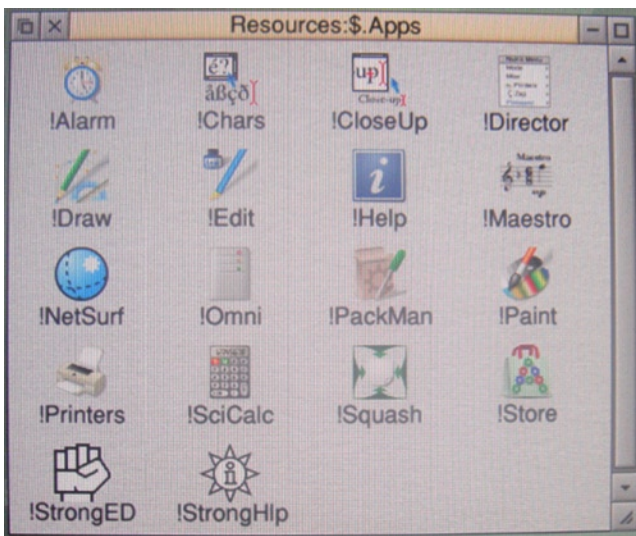 Resources:$.Apps
!Alarm !Chars !CloseUp !Director
!Draw !Edit !Help !Maestro
!NetSurf !Omni !PackMan !Paint
!Printers !SciCalc !Squash !Store
!StrongED !StrongHlp